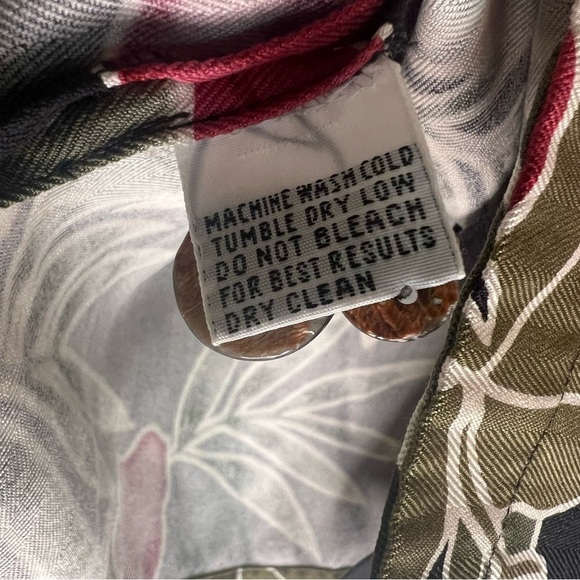 MACHINE WASH COLD
TUMBLE DRY LOW
DO NOT BLEACH
FOR BEST RESULTS
DRY CLEAN